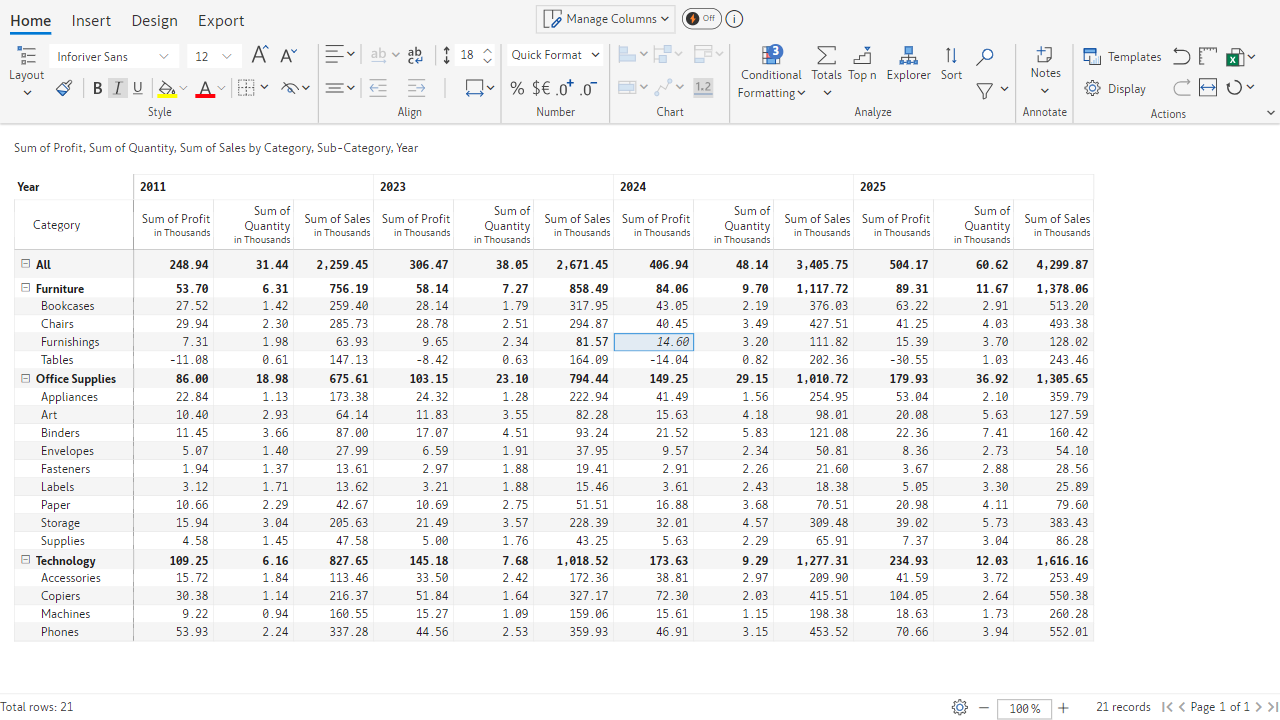 Home Insert Design Export
Manage Columns Off i
Inforiver Sans 12 ab ab 18 Quick Format 3
Layout Conditional Formatting Totals Top n Explorer Sort Notes Templates
B I U A % $€ .0+ .0- 1.2 Display
Style Align Number Chart Analyze Annotate Actions
Sum of Profit, Sum of Quantity, Sum of Sales by Category, Sub-Category, Year
Year 2011 2023 2024 2025
Category Sum of Profit in Thousands Sum of Quantity in Thousands Sum of Sales in Thousands Sum of Profit in Thousands Sum of Quantity in Thousands Sum of Sales in Thousands Sum of Profit in Thousands Sum of Quantity in Thousands Sum of Sales in Thousands Sum of Profit in Thousands Sum of Quantity in Thousands Sum of Sales in Thousands
All 248.94 31.44 2,259.45 306.47 38.05 2,671.45 406.94 48.14 3,405.75 504.17 60.62 4,299.87
Furniture 53.70 6.31 756.19 58.14 7.27 858.49 84.06 9.70 1,117.72 89.31 11.67 1,378.06
Bookcases 27.52 1.42 259.40 28.14 1.79 317.95 43.05 2.19 376.03 63.22 2.91 513.20
Chairs 29.94 2.30 285.73 28.78 2.51 294.87 40.45 3.49 427.51 41.25 4.03 493.38
Furnishings 7.31 1.98 63.93 9.65 2.34 81.57 14.60 3.20 111.82 15.39 3.70 128.02
Tables -11.08 0.61 147.13 -8.42 0.63 164.09 -14.04 0.82 202.36 -30.55 1.03 243.46
Office Supplies 86.00 18.98 675.61 103.15 23.10 794.44 149.25 29.15 1,010.72 179.93 36.92 1,305.65
Appliances 22.84 1.13 173.38 24.32 1.28 222.94 41.49 1.56 254.95 53.04 2.10 359.79
Art 10.40 2.93 64.14 11.83 3.55 82.28 15.63 4.18 98.01 20.08 5.63 127.59
Binders 11.45 3.66 87.00 17.07 4.51 93.24 21.52 5.83 121.08 22.36 7.41 160.42
Envelopes 5.07 1.40 27.99 6.59 1.91 37.95 9.57 2.34 50.81 8.36 2.73 54.10
Fasteners 1.94 1.37 13.61 2.97 1.88 19.41 2.91 2.26 21.60 3.67 2.88 28.56
Labels 3.12 1.71 13.62 3.21 1.88 15.46 3.61 2.43 18.38 5.05 3.30 25.89
Paper 10.66 2.29 42.67 10.69 2.75 51.51 16.88 3.68 70.51 20.98 4.11 79.60
Storage 15.94 3.04 205.63 21.49 3.57 228.39 32.01 4.57 309.48 39.02 5.73 383.43
Supplies 4.58 1.45 47.58 5.00 1.76 43.25 5.63 2.29 65.91 7.37 3.04 86.28
Technology 109.25 6.16 827.65 145.18 7.68 1,018.52 173.63 9.29 1,277.31 234.93 12.03 1,616.16
Accessories 15.72 1.84 113.46 33.50 2.42 172.36 38.81 2.97 209.90 41.59 3.72 253.49
Copiers 30.38 1.14 216.37 51.84 1.64 327.17 72.30 2.03 415.51 104.05 2.64 550.38
Machines 9.22 0.94 160.55 15.27 1.09 159.06 15.61 1.15 198.38 18.63 1.73 260.28
Phones 53.93 2.24 337.28 44.56 2.53 359.93 46.91 3.15 453.52 70.66 3.94 552.01
Total rows: 21 100 % 21 records Page 1 of 1